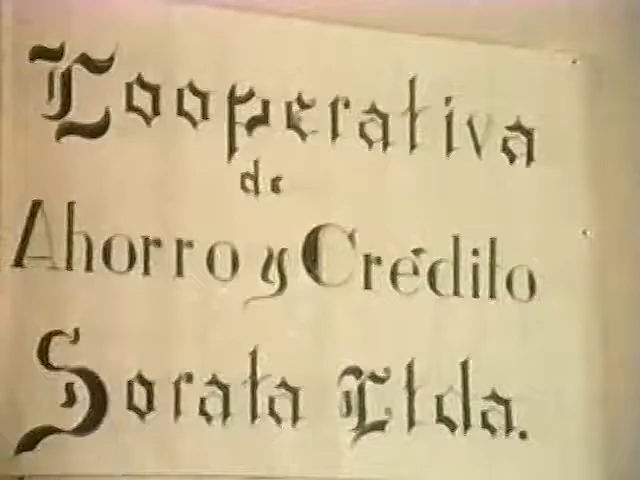 Cooperativa
de
Ahorro y Crédito
Sorata Ltda.